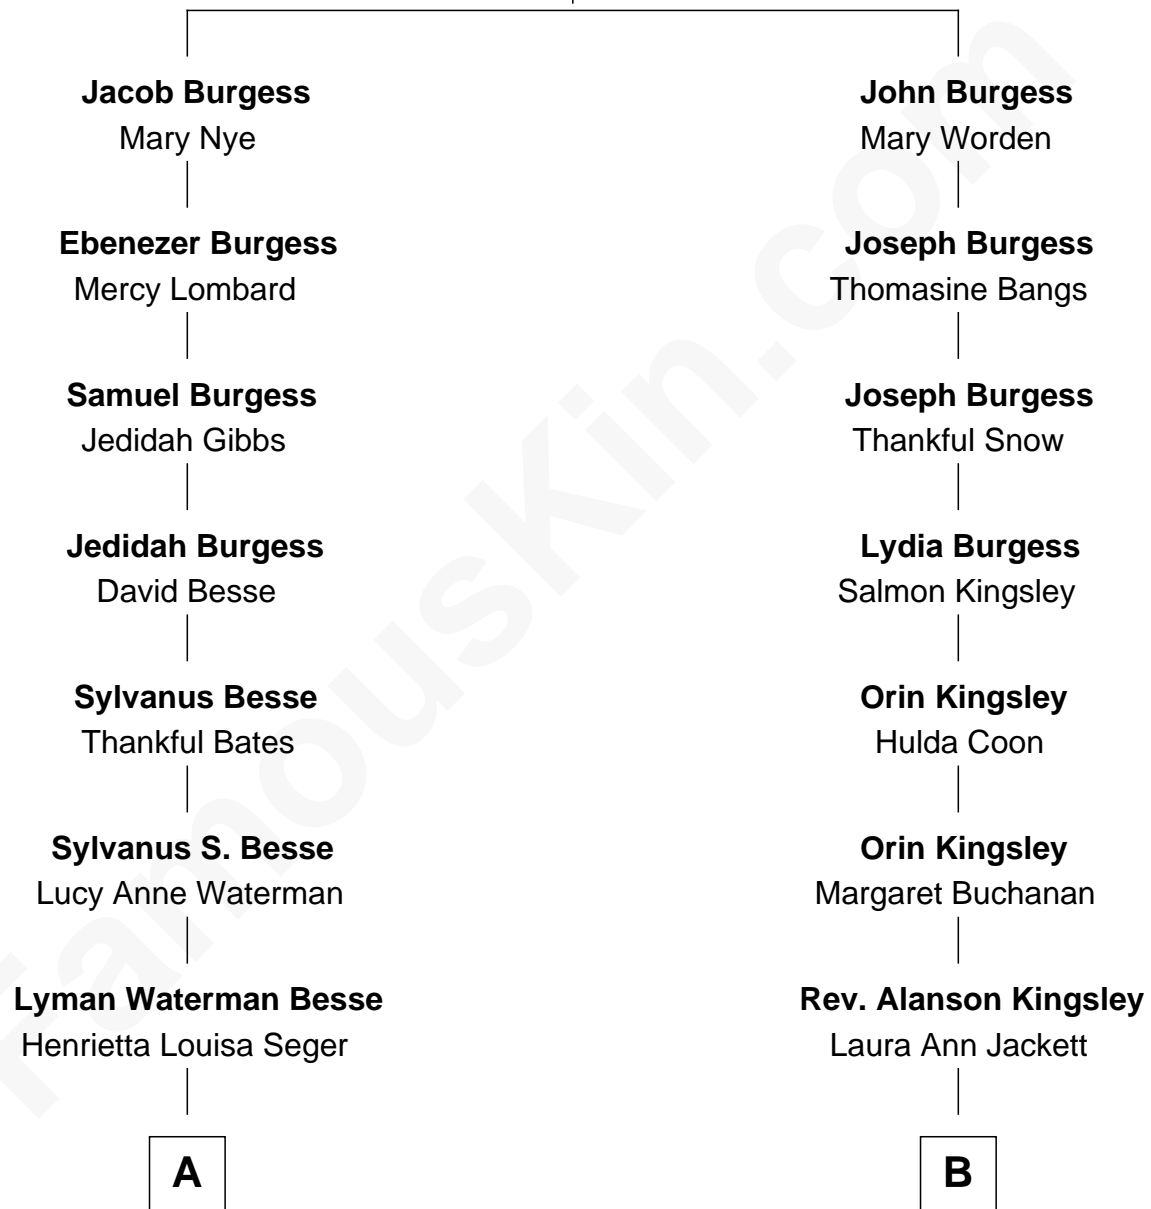 Jacob Burgess
Mary Nye
Ebenezer Burgess
Mercy Lombard
Samuel Burgess
Jedidah Gibbs
Jedidah Burgess
David Besse
Sylvanus Besse
Thankful Bates
Sylvanus S. Besse
Lucy Anne Waterman
Lyman Waterman Besse
Henrietta Louisa Seger
A
John Burgess
Mary Worden
Joseph Burgess
Thomasine Bangs
Joseph Burgess
Thankful Snow
Lydia Burgess
Salmon Kingsley
Orin Kingsley
Hulda Coon
Orin Kingsley
Margaret Buchanan
Rev. Alanson Kingsley
Laura Ann Jackett
B
FamousKin.com